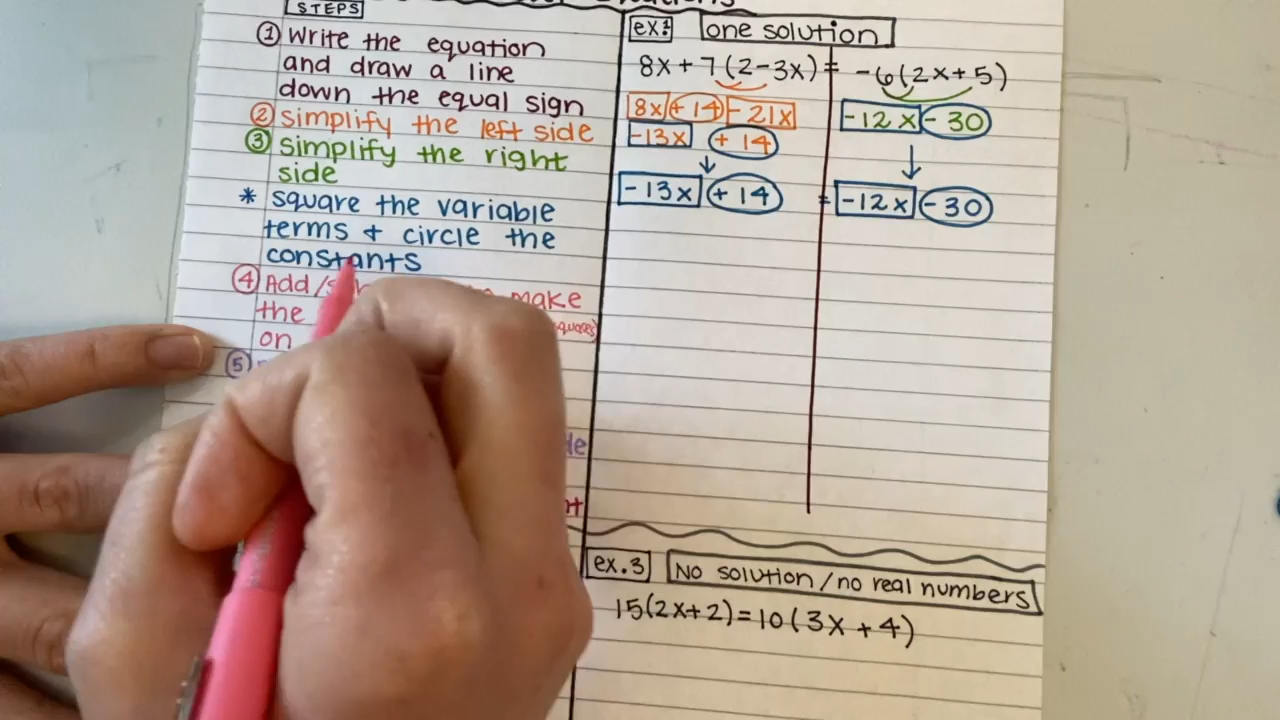 STEPS
① Write the equation
and draw a line
down the equal sign
② simplify the left side
③ simplify the right
side
* square the variable
terms + circle the
constants
④ Add / make
the
on
⑤
ex 1: one solution
8x + 7(2-3x) = -6(2x+5)
8x + 14 - 21x -12x - 30
-13x + 14
-13x + 14 = -12x - 30
ex.3 No solution / no real numbers
15(2x+2) = 10(3x + 4)